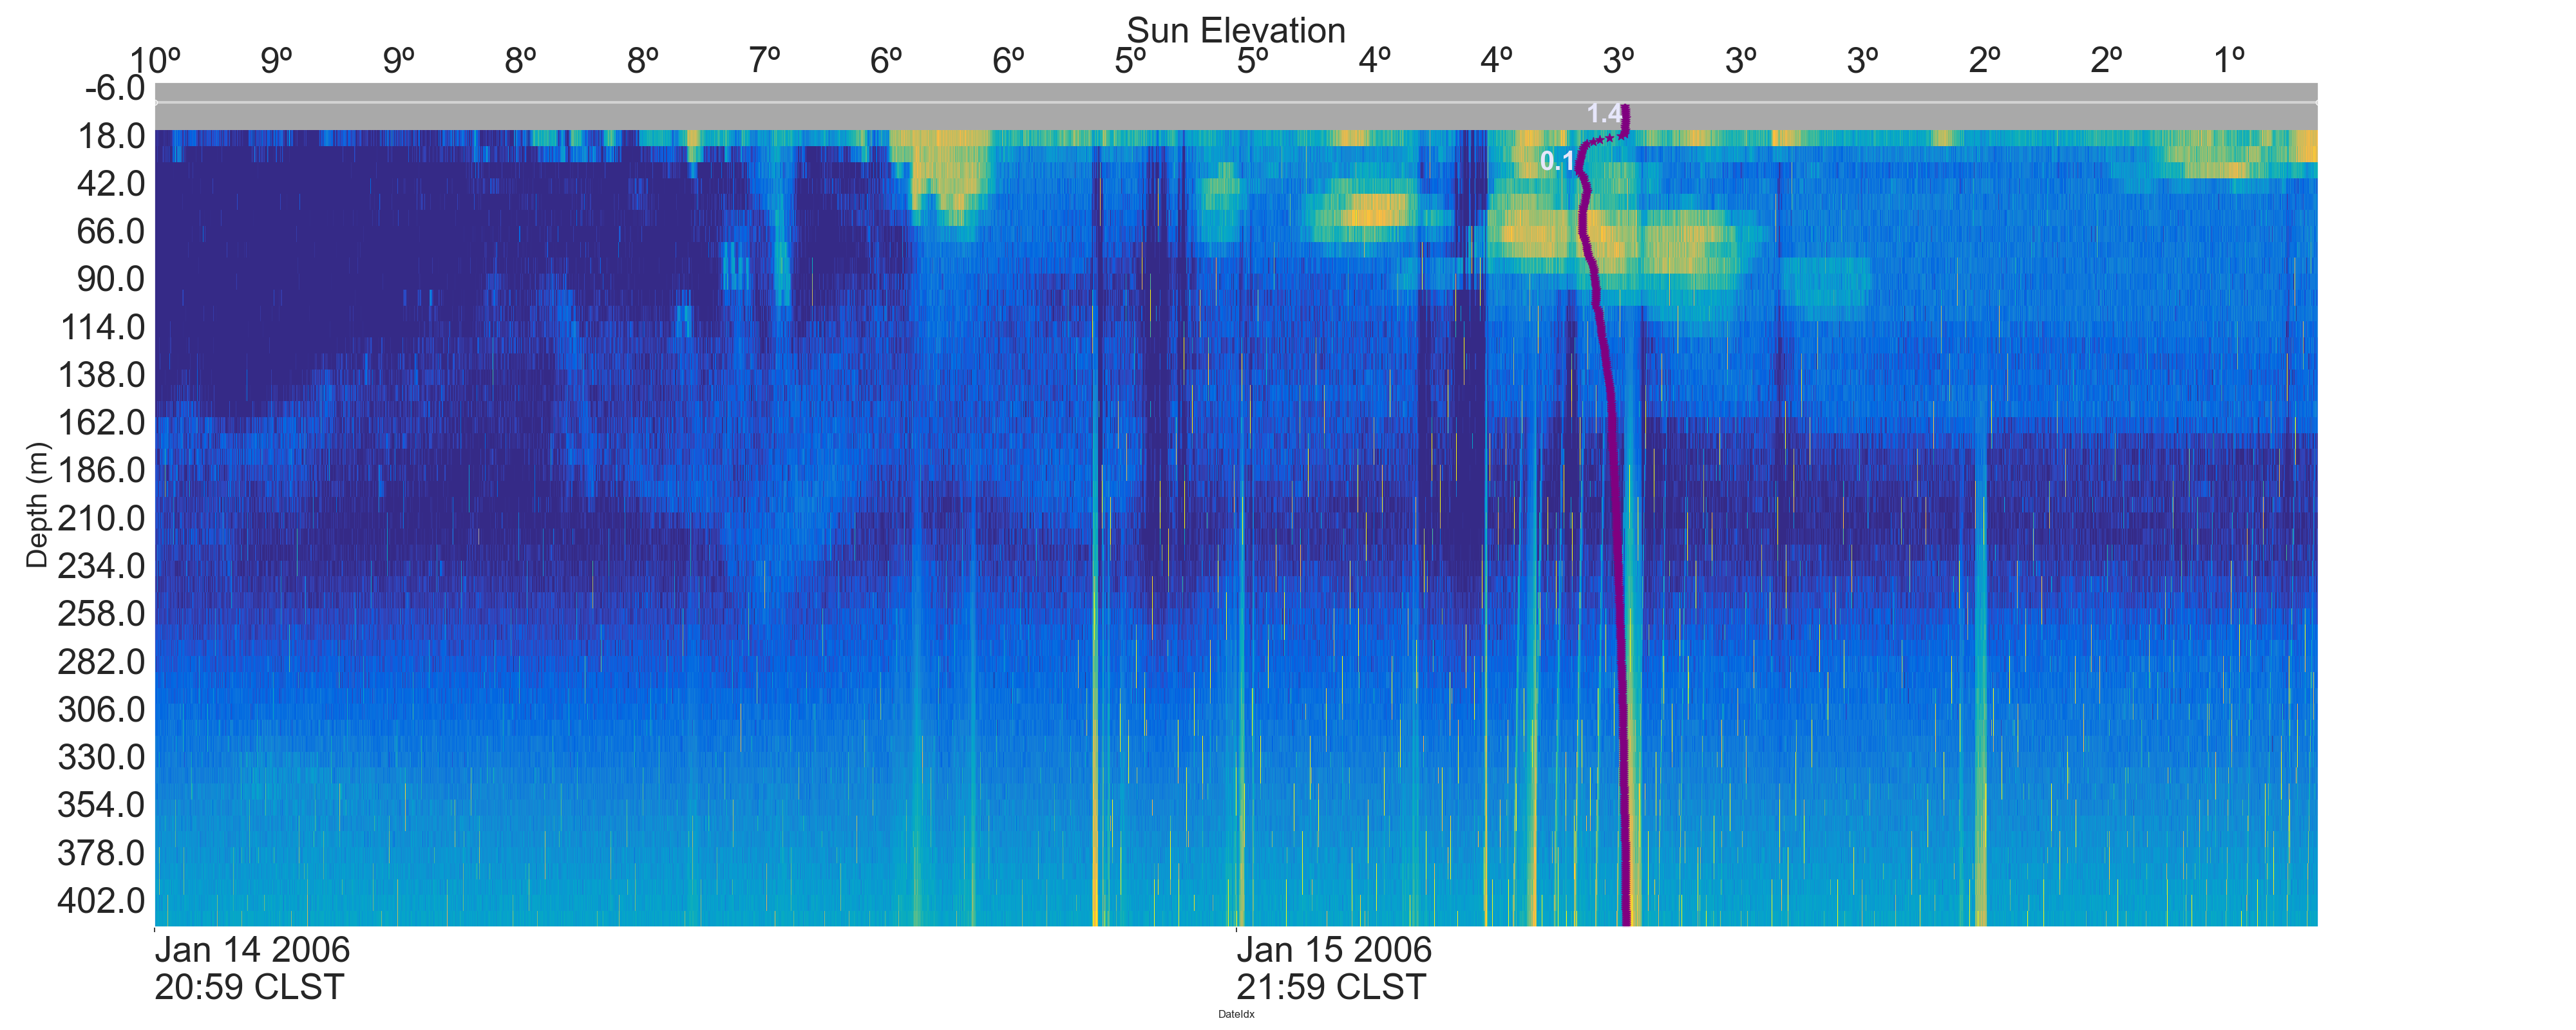 Sun Elevation
10º 9º 9º 8º 8º 7º 6º 6º 5º 5º 4º 4º 3º 3º 3º 2º 2º 1º
-6.0
1.4
18.0
0.1
42.0
66.0
90.0
114.0
138.0
162.0
186.0
210.0
234.0
258.0
282.0
306.0
330.0
354.0
378.0
402.0
Depth (m)
Jan 14 2006
20:59 CLST
Jan 15 2006
21:59 CLST
DateIdx